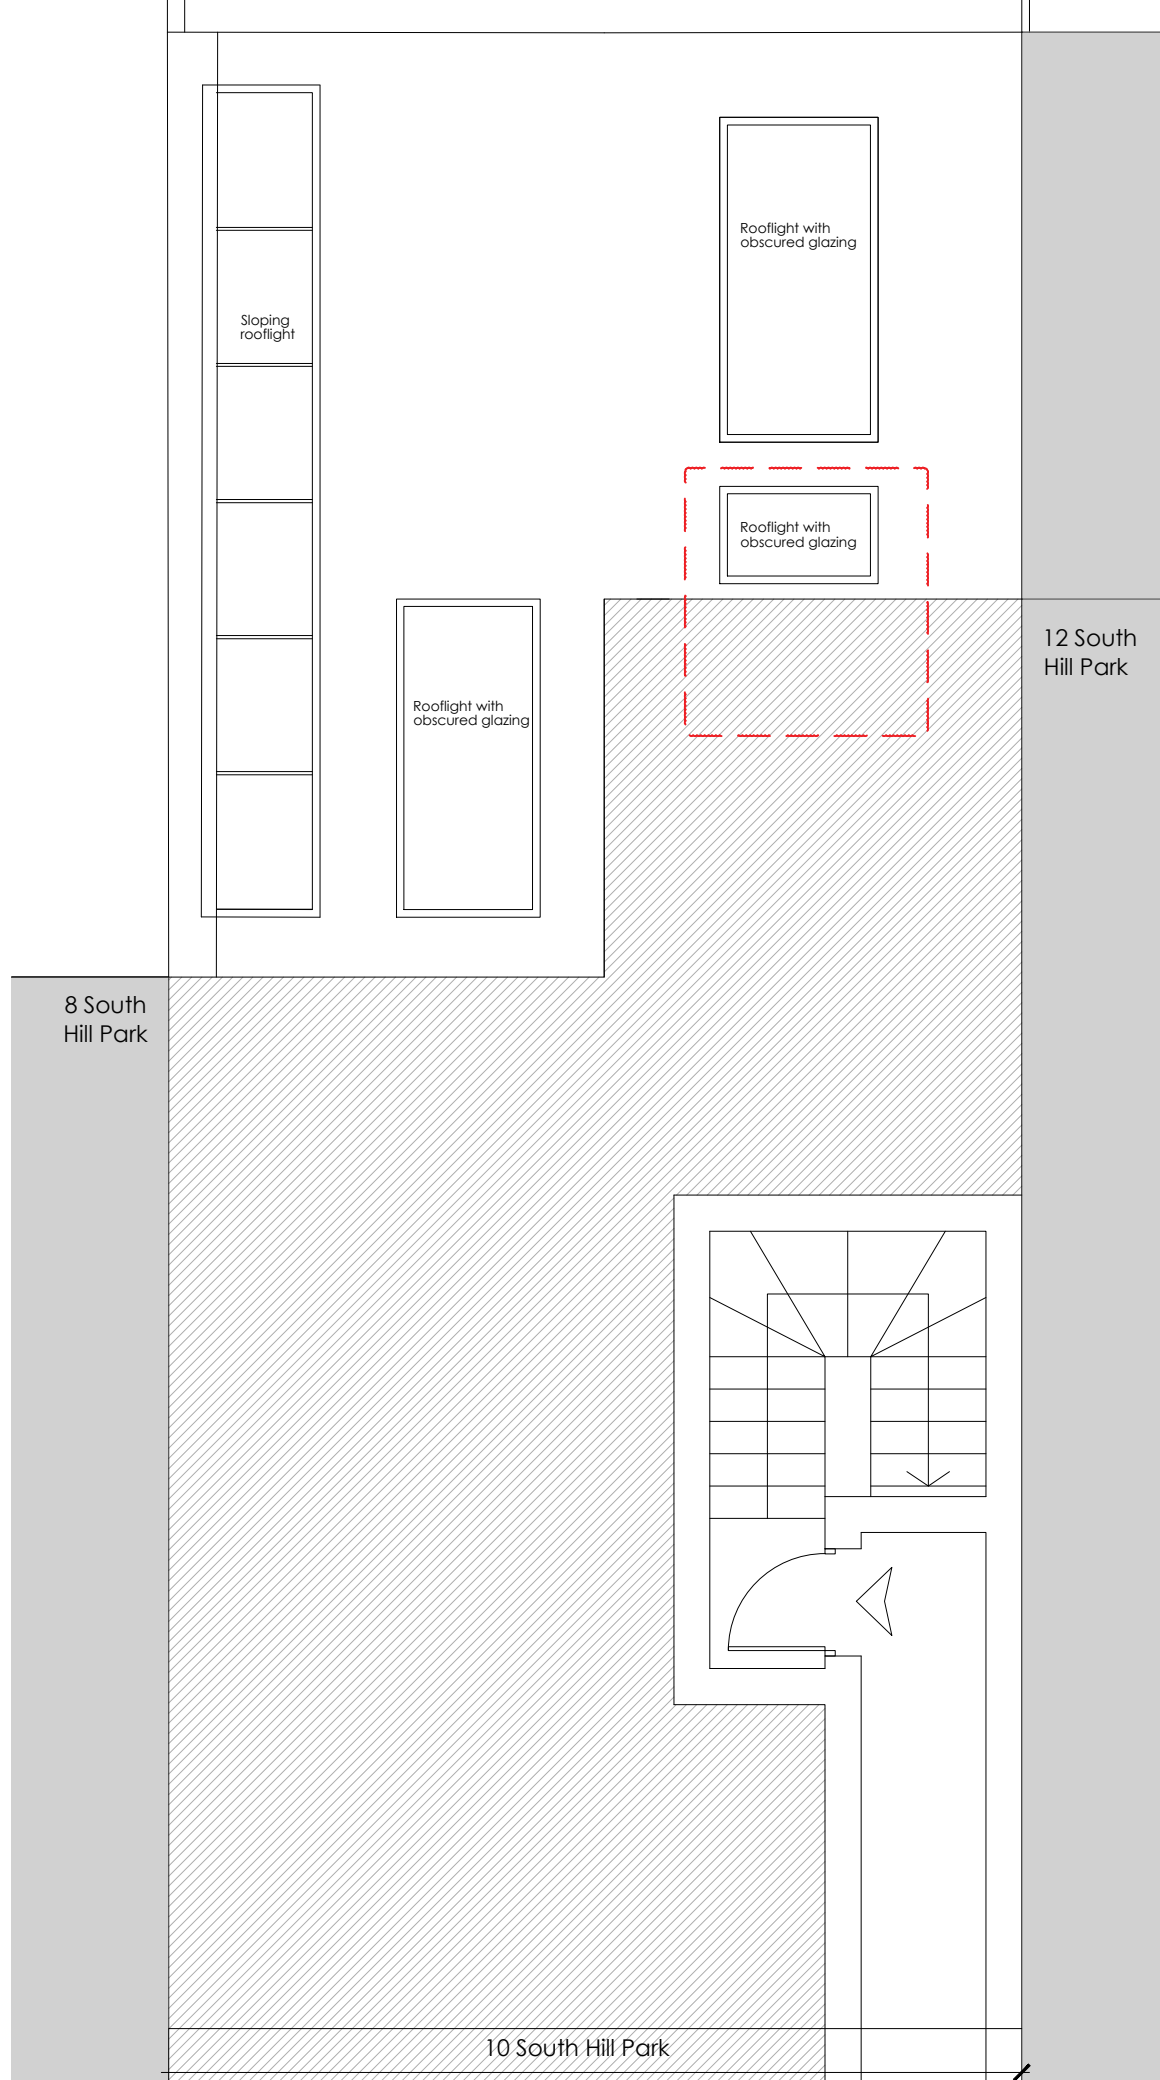 Rooflight with
obscured glazing
Sloping
rooflight
Rooflight with
obscured glazing
12 South
Hill Park
Rooflight with
obscured glazing
8 South
Hill Park
10 South Hill Park